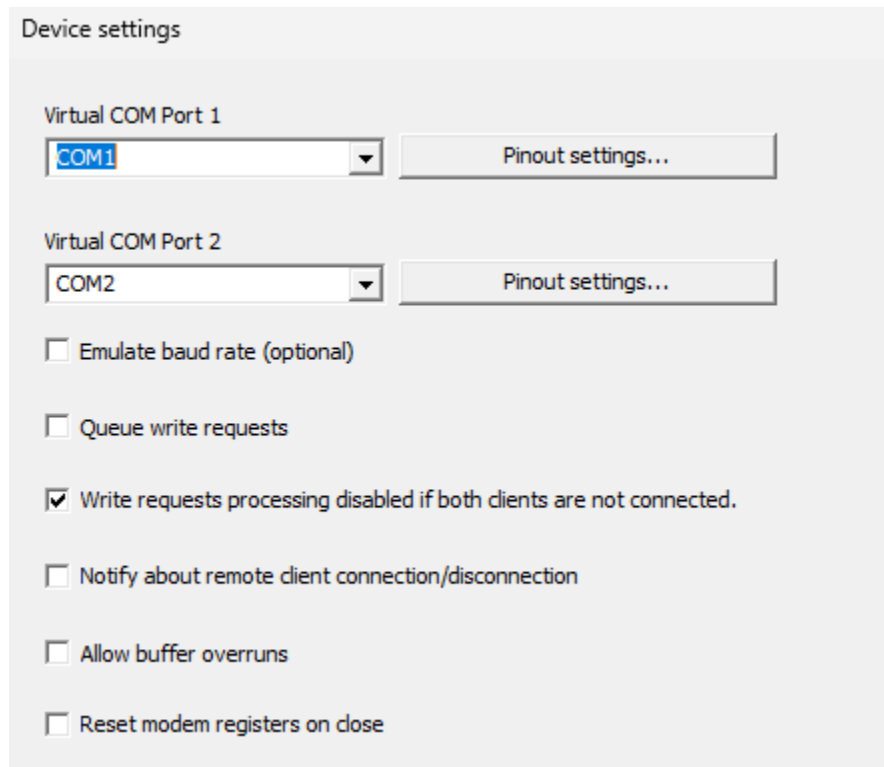 Device settings
Virtual COM Port 1
COM1
Pinout settings...
Virtual COM Port 2
COM2
Pinout settings...
Emulate baud rate (optional)
Queue write requests
Write requests processing disabled if both clients are not connected.
Notify about remote client connection/disconnection
Allow buffer overruns
Reset modem registers on close